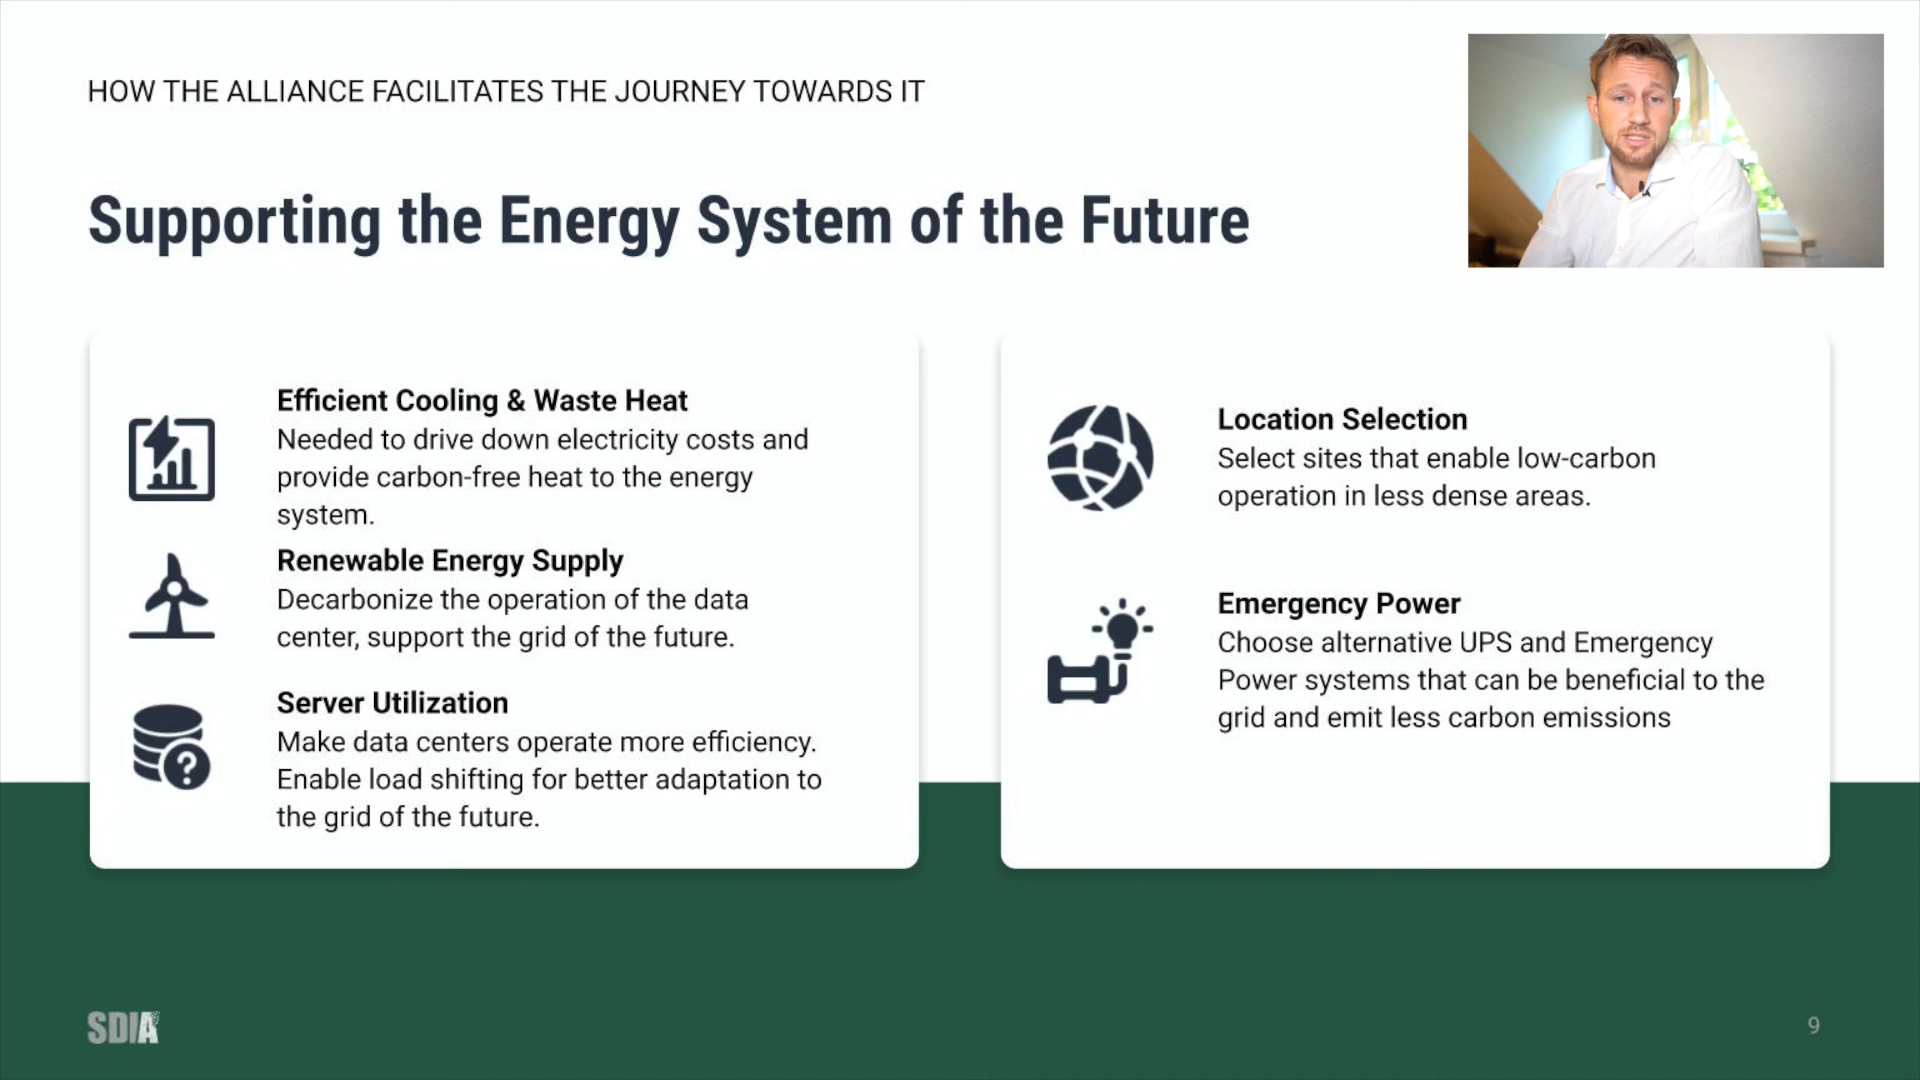 HOW THE ALLIANCE FACILITATES THE JOURNEY TOWARDS IT
Supporting the Energy System of the Future
Efficient Cooling & Waste Heat
Needed to drive down electricity costs and
provide carbon-free heat to the energy
system.
Renewable Energy Supply
Decarbonize the operation of the data
center, support the grid of the future.
Server Utilization
Make data centers operate more efficiency.
Enable load shifting for better adaptation to
the grid of the future.
Location Selection
Select sites that enable low-carbon
operation in less dense areas.
Emergency Power
Choose alternative UPS and Emergency
Power systems that can be beneficial to the
grid and emit less carbon emissions
SDIA
9